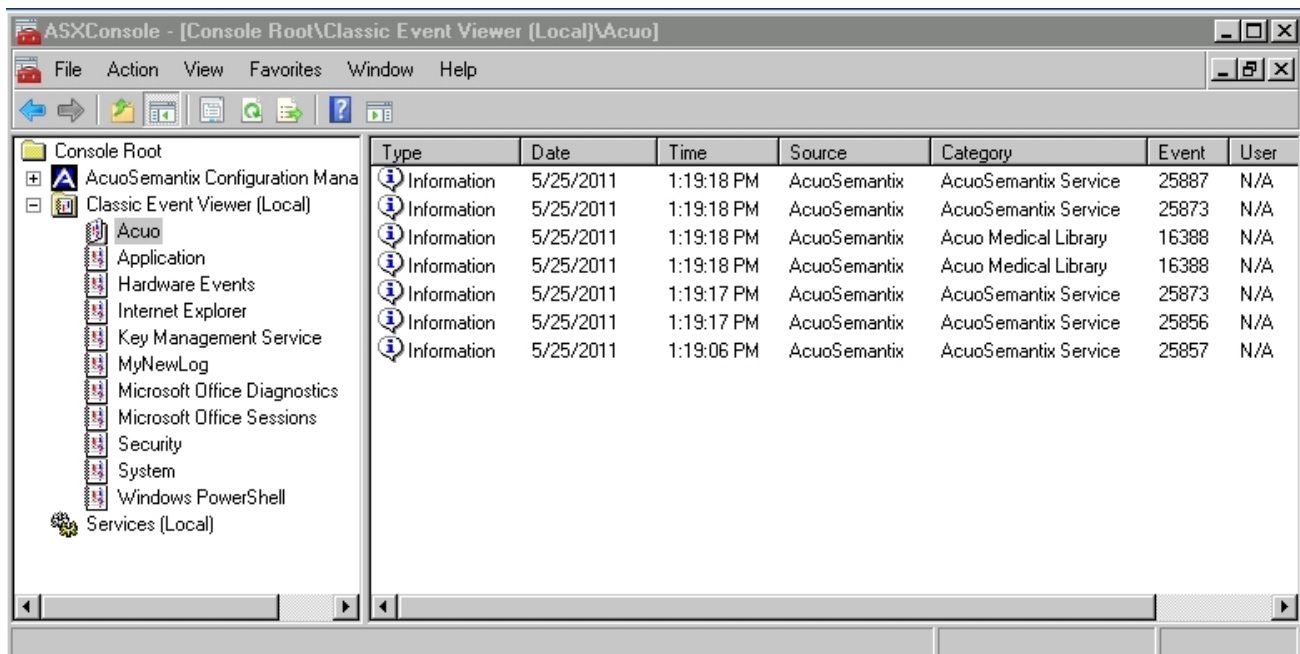 ASXConsole - [Console Root\Classic Event Viewer (Local)\Acuo]
File Action View Favorites Window Help
Console Root
AcuoSemantix Configuration Mana
Classic Event Viewer (Local)
Acuo
Application
Hardware Events
Internet Explorer
Key Management Service
MyNewLog
Microsoft Office Diagnostics
Microsoft Office Sessions
Security
System
Windows PowerShell
Services (Local)
Type Date Time Source Category Event User
Information 5/25/2011 1:19:18 PM AcuoSemantix AcuoSemantix Service 25887 N/A
Information 5/25/2011 1:19:18 PM AcuoSemantix AcuoSemantix Service 25873 N/A
Information 5/25/2011 1:19:18 PM AcuoSemantix Acuo Medical Library 16388 N/A
Information 5/25/2011 1:19:18 PM AcuoSemantix Acuo Medical Library 16388 N/A
Information 5/25/2011 1:19:17 PM AcuoSemantix AcuoSemantix Service 25873 N/A
Information 5/25/2011 1:19:17 PM AcuoSemantix AcuoSemantix Service 25856 N/A
Information 5/25/2011 1:19:06 PM AcuoSemantix AcuoSemantix Service 25857 N/A